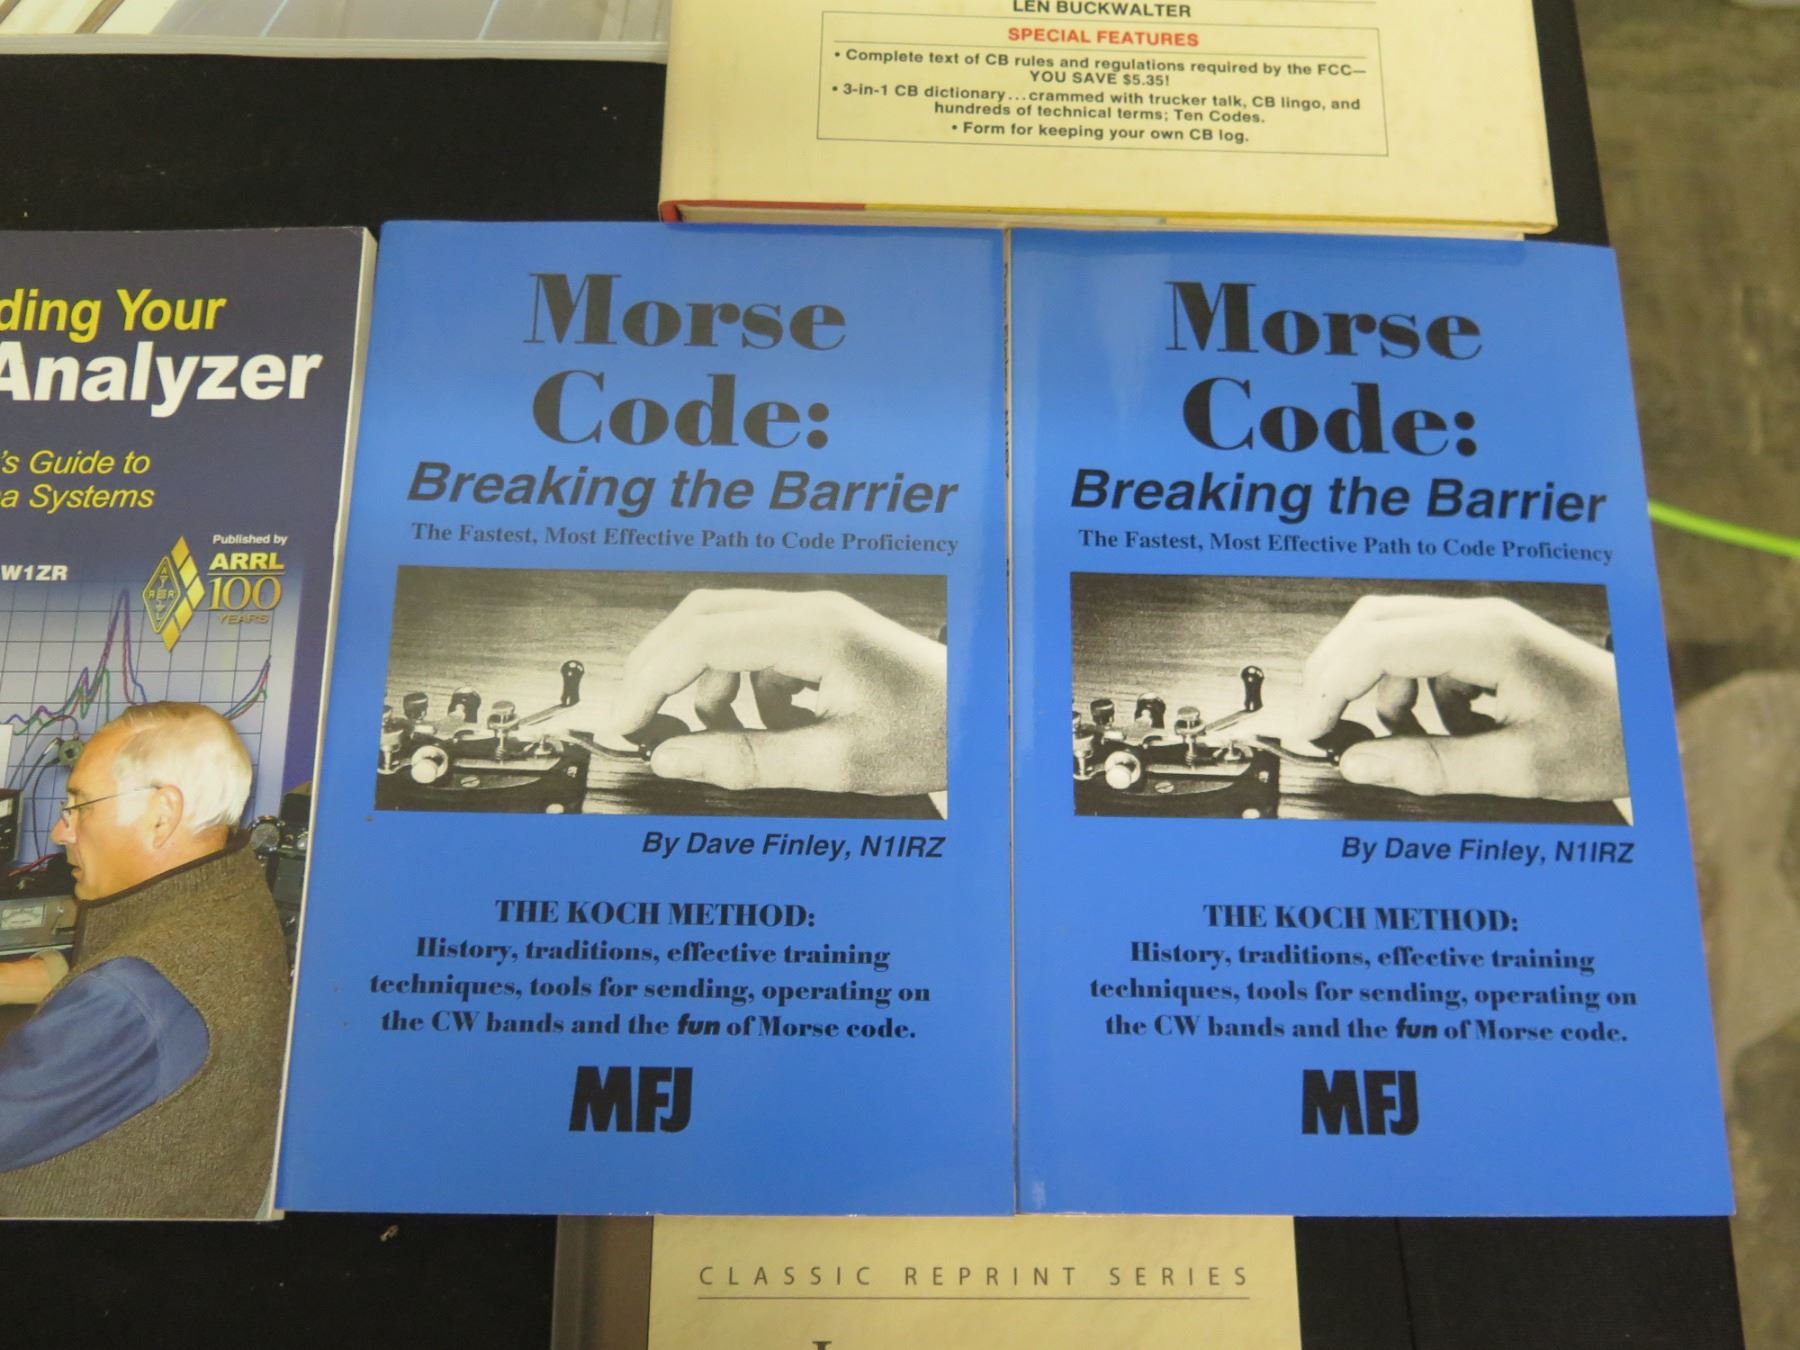 LEN BUCKWALTER
SPECIAL FEATURES
• Complete text of CB rules and regulations required by the FCC—
YOU SAVE $5.35!
• 3-in-1 CB dictionary...crammed with trucker talk, CB lingo, and
hundreds of technical terms; Ten Codes.
• Form for keeping your own CB log.
ding Your
Analyzer
's Guide to
a Systems
Published by
ARRL
100
YEARS
W1ZR
Morse
Code:
Breaking the Barrier
The Fastest, Most Effective Path to Code Proficiency
By Dave Finley, N1IRZ
THE KOCH METHOD:
History, traditions, effective training
techniques, tools for sending, operating on
the CW bands and the fun of Morse code.
MFJ
Morse
Code:
Breaking the Barrier
The Fastest, Most Effective Path to Code Proficiency
By Dave Finley, N1IRZ
THE KOCH METHOD:
History, traditions, effective training
techniques, tools for sending, operating on
the CW bands and the fun of Morse code.
MFJ
CLASSIC REPRINT SERIES